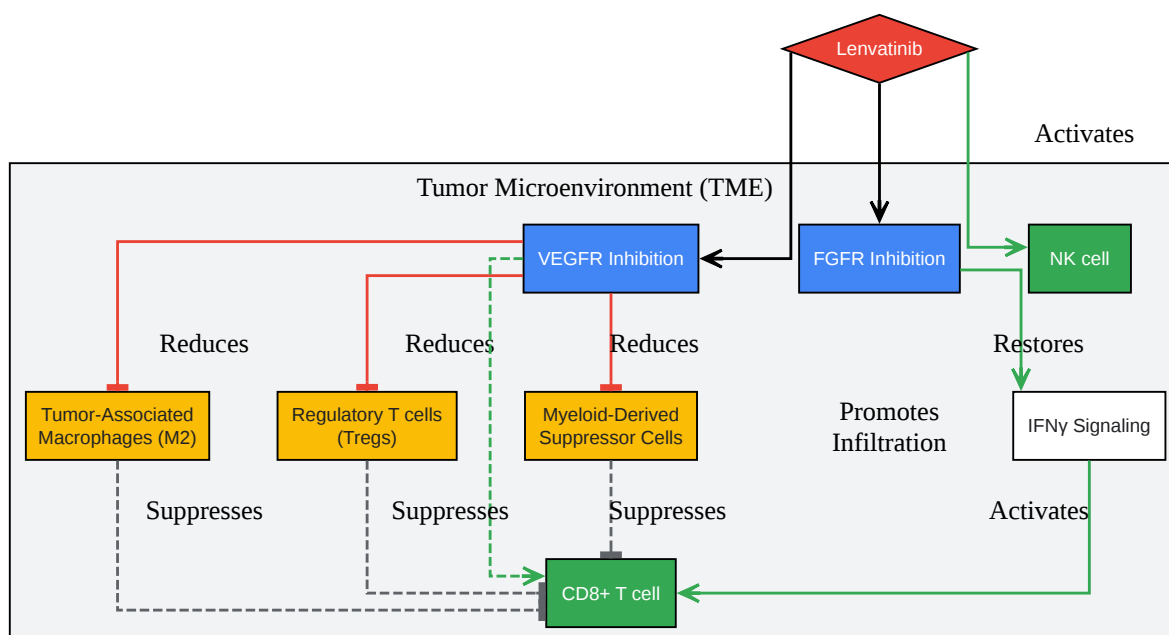 Lenvatinib
Activates
Tumor Microenvironment (TME)
VEGFR Inhibition
FGFR Inhibition
NK cell
Reduces
Reduces
Reduces
Restores
Tumor-Associated
Macrophages (M2)
Regulatory T cells
(Tregs)
Myeloid-Derived
Suppressor Cells
Promotes
Infiltration
IFNγ Signaling
Suppresses
Suppresses
Suppresses
Activates
CD8+ T cell